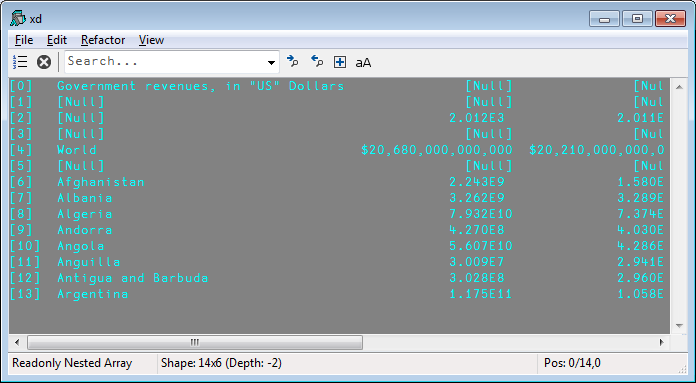 xd
File Edit Refactor View
Search... aA
[0] Government revenues, in "US" Dollars [Null] [Nul
[1] [Null] [Null] [Nul
[2] [Null] 2.012E3 2.011E
[3] [Null] [Null] [Nul
[4] World $20,680,000,000,000 $20,210,000,000,0
[5] [Null] [Null] [Nul
[6] Afghanistan 2.243E9 1.580E
[7] Albania 3.262E9 3.289E
[8] Algeria 7.932E10 7.374E
[9] Andorra 4.270E8 4.030E
[10] Angola 5.607E10 4.286E
[11] Anguilla 3.009E7 2.941E
[12] Antigua and Barbuda 3.028E8 2.960E
[13] Argentina 1.175E11 1.058E
Readonly Nested Array Shape: 14x6 (Depth: -2) Pos: 0/14,0